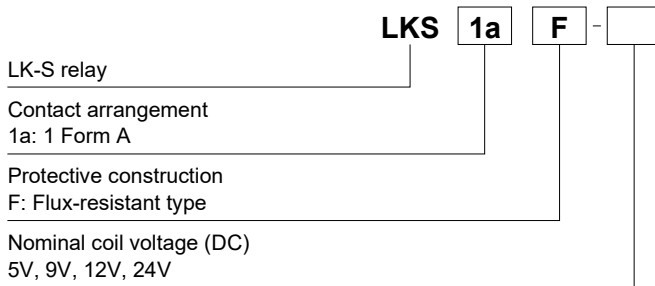 LKS 1a F -
LK-S relay
Contact arrangement
1a: 1 Form A
Protective construction
F: Flux-resistant type
Nominal coil voltage (DC)
5V, 9V, 12V, 24V